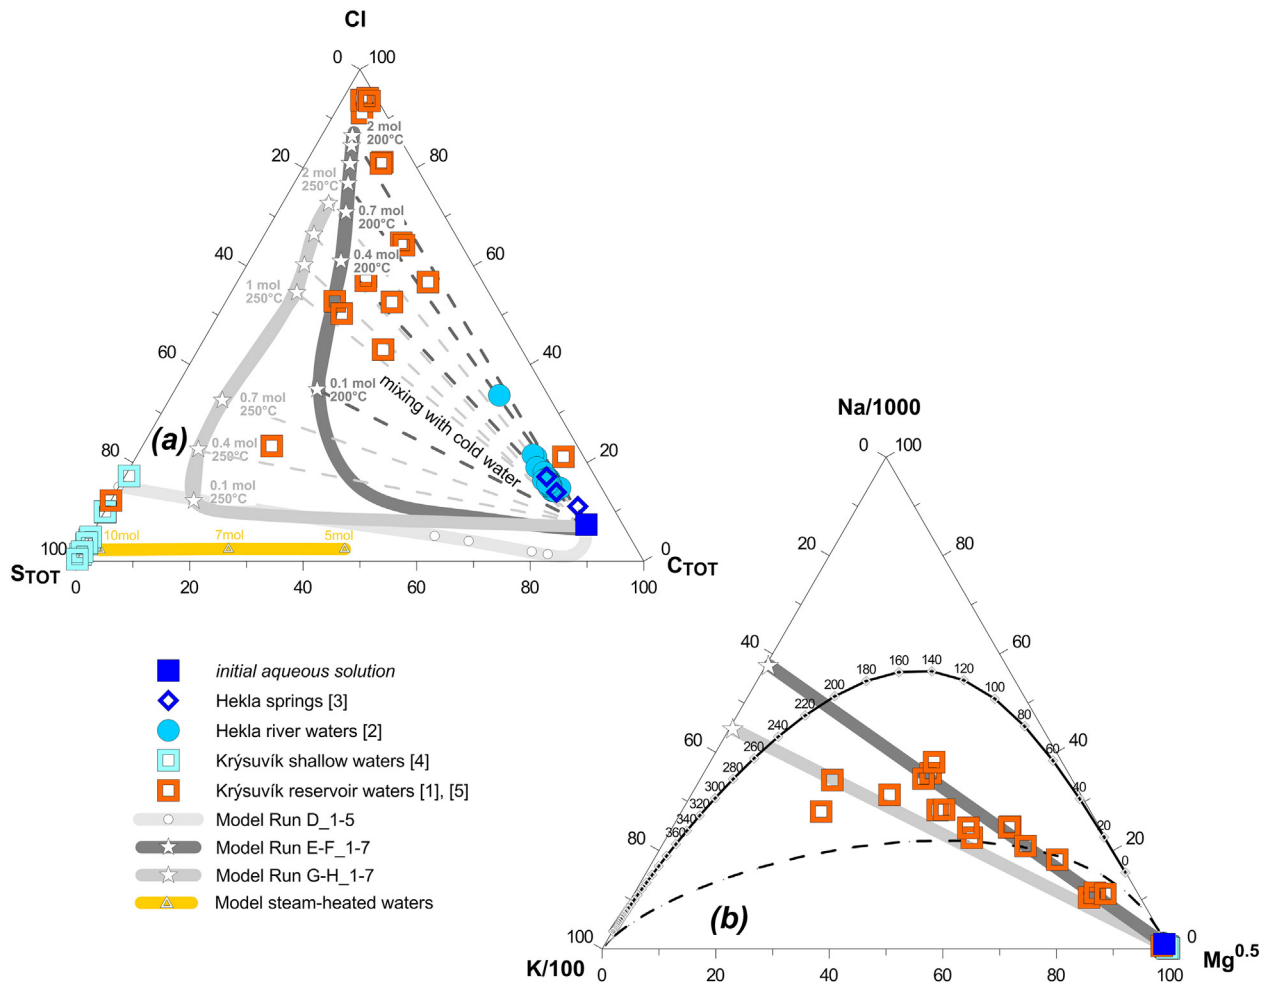 Cl
0 100
2 mol
200°C
20
80
2 mol
250°C
0.7 mol
200°C
40
0.4 mol
200°C
60
1 mol
250°C
60
40
0.1 mol
200°C
mixing with cold water
0.7 mol
250°C
(a)
0.4 mol
250°C
80
20
0.1 mol
250°C
10mol
7mol
5mol
100
0
STOT
CTOT
0
20
40
60
80
100
initial aqueous solution
Hekla springs [3]
Hekla river waters [2]
Krýsuvík shallow waters [4]
Krýsuvík reservoir waters [1], [5]
Model Run D_1-5
Model Run E-F_1-7
Model Run G-H_1-7
Model steam-heated waters
Na/1000
0 100
20
80
40
60
60
40
80
20
100
0
360
340
320
300
280
260
240
220
200
180
160
140
120
100
80
60
40
20
0
(b)
K/100
Mg0.5
0
20
40
60
80
100